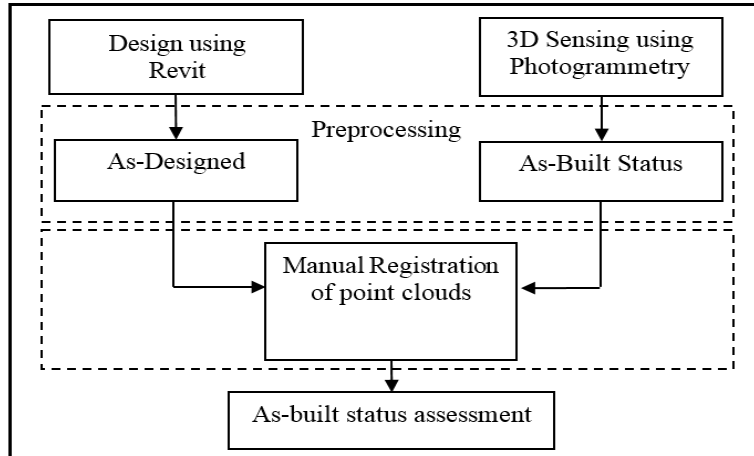 Design using
Revit
3D Sensing using
Photogrammetry
Preprocessing
As-Designed
As-Built Status
Manual Registration
of point clouds
As-built status assessment